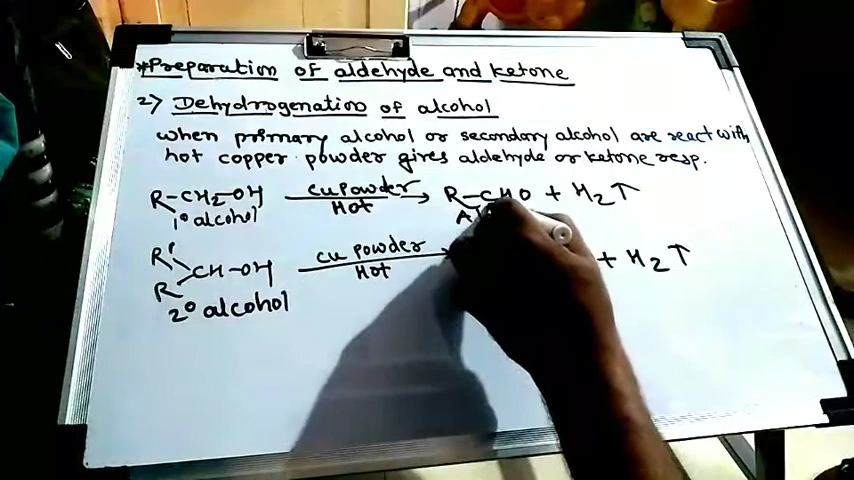 *Preparation of aldehyde and ketone
2) Dehydrogenation of alcohol
when primary alcohol or secondary alcohol are react with
hot copper powder gives aldehyde or ketone resp.
R-CH2-OH Cu Powder Hot → R-CHO + H2↑
1° alcohol
R' R CH-OH Cu Powder Hot → + H2↑
2° alcohol